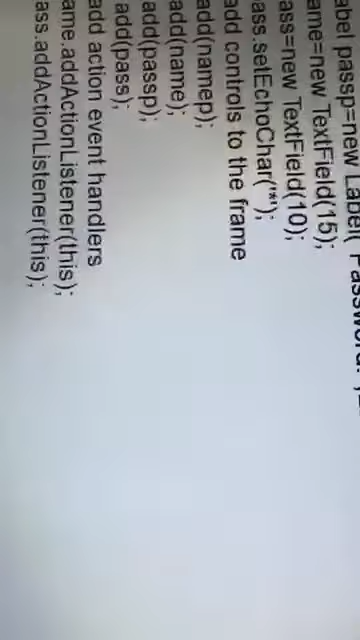 abel passp=new Label("Password:
ame=new TextField(15);
ass=new TextField(10);
ass.setEchoChar('*');
add controls to the frame
add(namep);
add(name);
add(passp);
add(pass);
add action event handlers
ame.addActionListener(this);
ass.addActionListener(this);